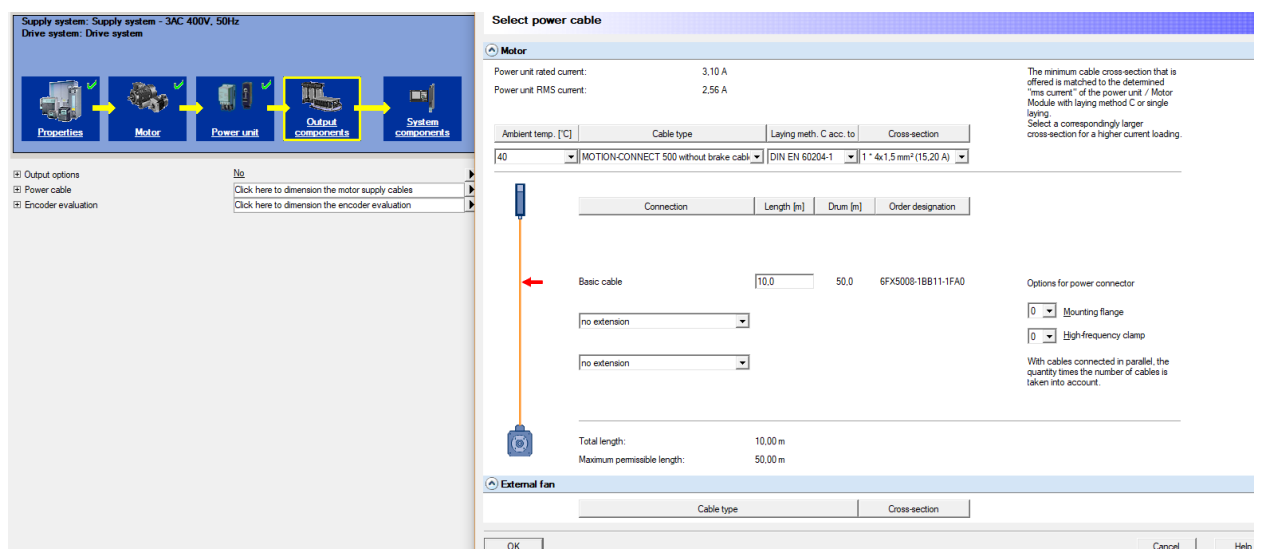 Supply system: Supply system - 3AC 400V, 50Hz
Drive system: Drive system
Properties
Motor
Power unit
Output
components
System
components
Output options No
Power cable Click here to dimension the motor supply cables
Encoder evaluation Click here to dimension the encoder evaluation
Select power cable
Motor
Power unit rated current: 3,10 A
Power unit RMS current: 2,56 A
The minimum cable cross-section that is
offered is matched to the determined
"rms current" of the power unit / Motor
Module with laying method C or single
laying.
Select a correspondingly larger
cross-section for a higher current loading.
Ambient temp. [°C] Cable type Laying meth. C acc. to Cross-section
40 MOTION-CONNECT 500 without brake cabl DIN EN 60204-1 1 * 4x1,5 mm² (15,20 A)
Connection Length [m] Drum [m] Order designation
Basic cable 10,0 50,0 6FX5008-1BB11-1FA0
Options for power connector
0 Mounting flange
no extension
0 High-frequency clamp
no extension
With cables connected in parallel, the
quantity times the number of cables is
taken into account.
Total length: 10,00 m
Maximum permissible length: 50,00 m
External fan
Cable type Cross-section
OK Cancel Help